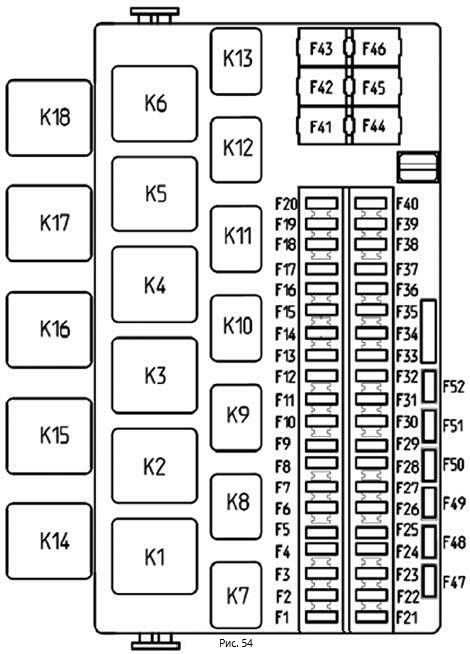 K13
F43 F46
F42 F45
F41 F44
K18
K6
K12
K17
K5
K11
K16
K4
K10
K15
K3
K9
K14
K2
K8
K1
K7
F20 F40
F19 F39
F18 F38
F17 F37
F16 F36
F15 F35
F14 F34
F13 F33
F12 F32 F52
F11 F31
F10 F30 F51
F9 F29
F8 F28 F50
F7 F27
F6 F26 F49
F5 F25
F4 F24 F48
F3 F23 F47
F2 F22
F1 F21
Рис. 54